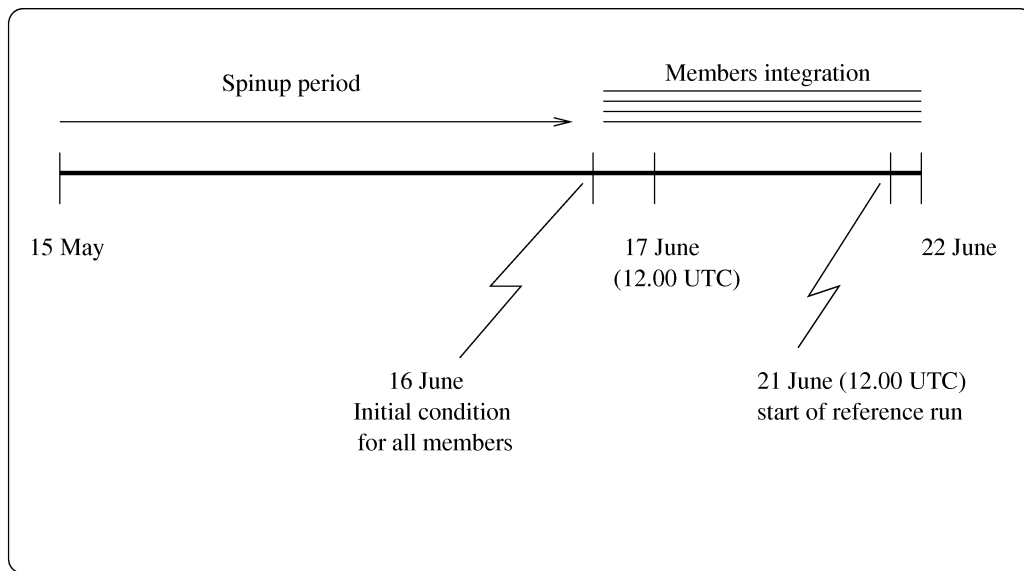 Spinup period
Members integration
15 May
17 June
(12.00 UTC)
22 June
16 June
Initial condition
for all members
21 June (12.00 UTC)
start of reference run